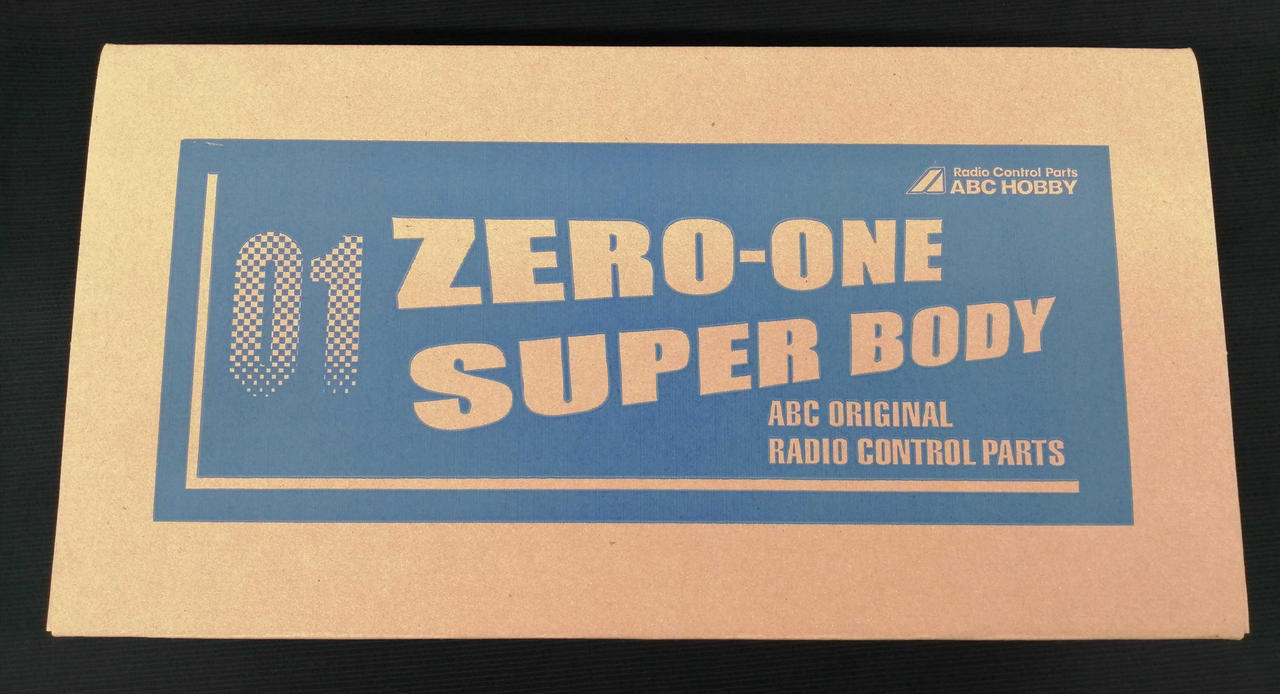 Radio Control Parts
ABC HOBBY
01
ZERO-ONE
SUPER BODY
ABC ORIGINAL
RADIO CONTROL PARTS